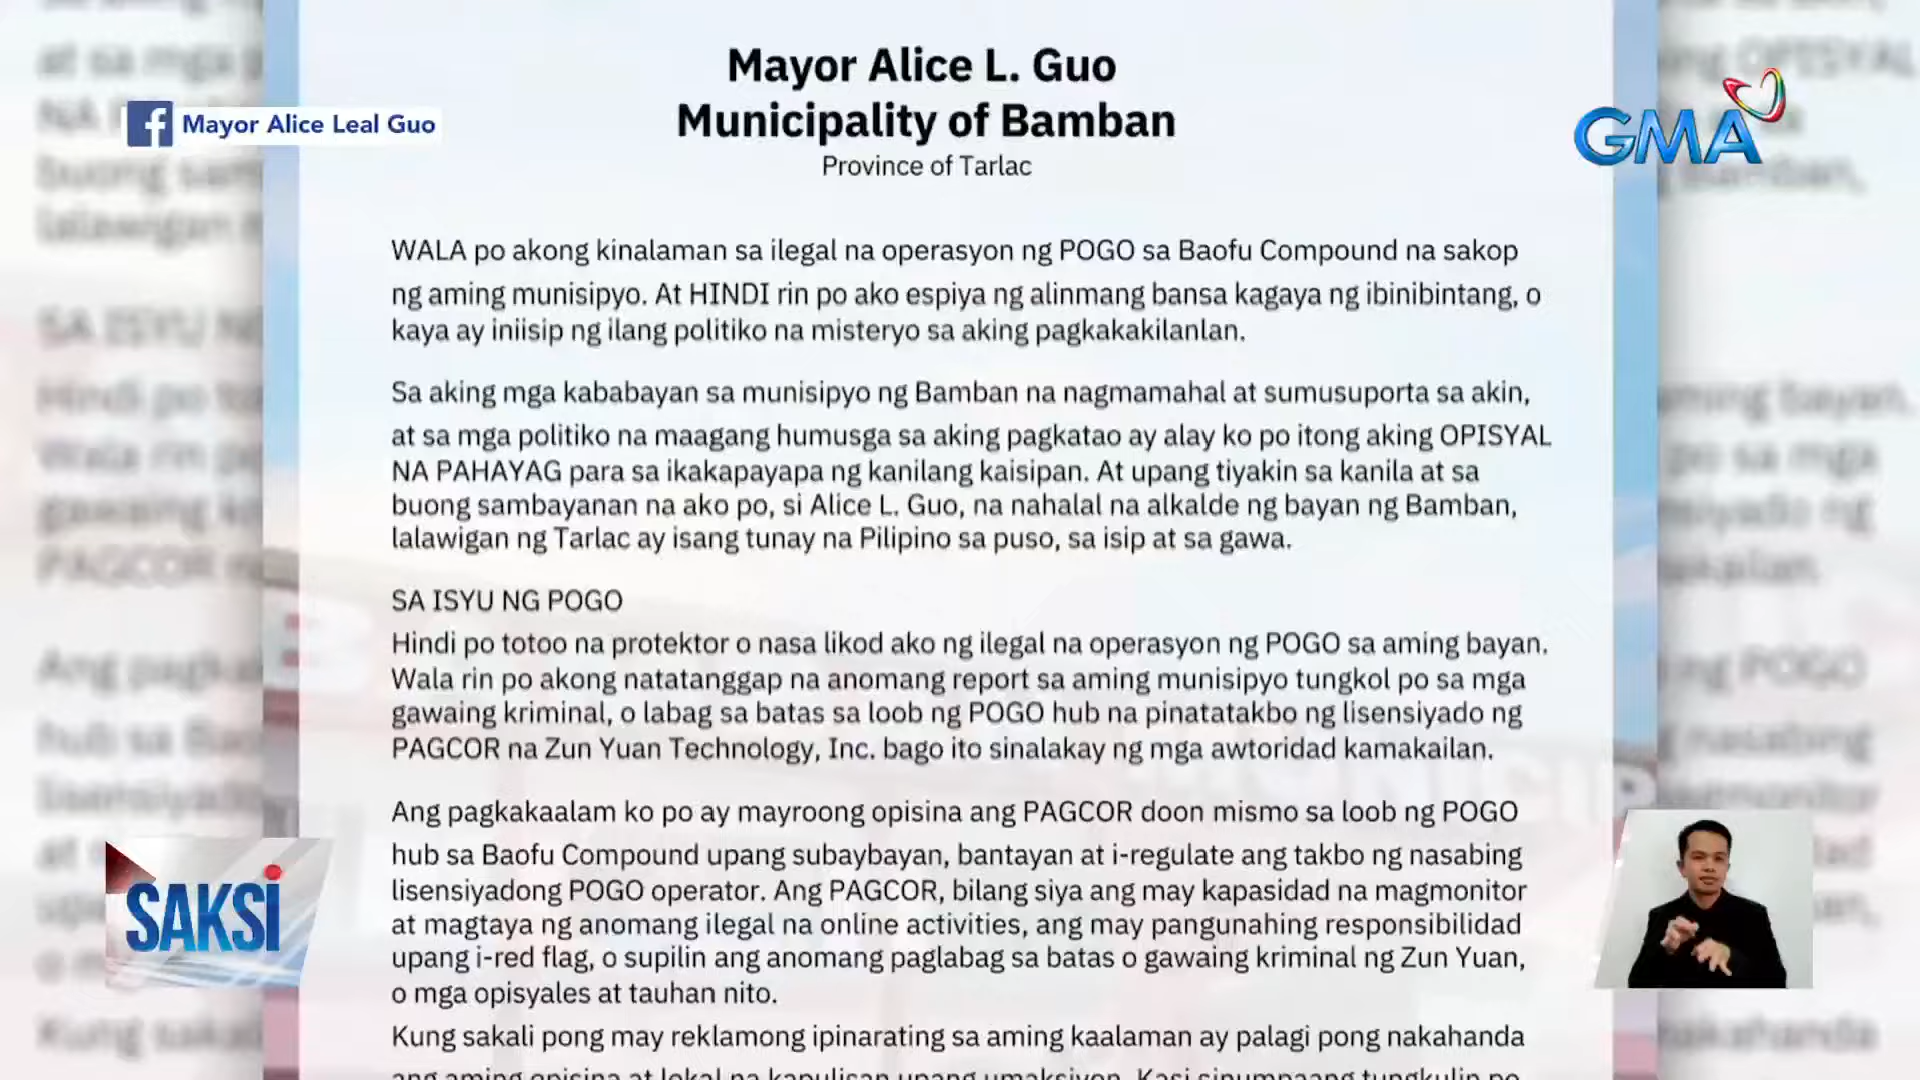 Mayor Alice L. Guo
Municipality of Bamban
Province of Tarlac
Mayor Alice Leal Guo
GMA
WALA po akong kinalaman sa ilegal na operasyon ng POGO sa Baofu Compound na sakop
ng aming munisipyo. At HINDI rin po ako espiya ng alinmang bansa kagaya ng ibinibintang, o
kaya ay iniisip ng ilang politiko na misteryo sa aking pagkakakilanlan.
Sa aking mga kababayan sa munisipyo ng Bamban na nagmamahal at sumusuporta sa akin,
at sa mga politiko na maagang humusga sa aking pagkatao ay alay ko po itong aking OPISYAL
NA PAHAYAG para sa ikakapayapa ng kanilang kaisipan. At upang tiyakin sa kanila at sa
buong sambayanan na ako po, si Alice L. Guo, na nahalal na alkalde ng bayan ng Bamban,
lalawigan ng Tarlac ay isang tunay na Pilipino sa puso, sa isip at sa gawa.
SA ISYU NG POGO
Hindi po totoo na protektor o nasa likod ako ng ilegal na operasyon ng POGO sa aming bayan.
Wala rin po akong natatanggap na anomang report sa aming munisipyo tungkol po sa mga
gawaing kriminal, o labag sa batas sa loob ng POGO hub na pinatatakbo ng lisensiyado ng
PAGCOR na Zun Yuan Technology, Inc. bago ito sinalakay ng mga awtoridad kamakailan.
Ang pagkakaalam ko po ay mayroong opisina ang PAGCOR doon mismo sa loob ng POGO
hub sa Baofu Compound upang subaybayan, bantayan at i-regulate ang takbo ng nasabing
lisensiyadong POGO operator. Ang PAGCOR, bilang siya ang may kapasidad na magmonitor
at magtaya ng anomang ilegal na online activities, ang may pangunahing responsibilidad
upang i-red flag, o supilin ang anomang paglabag sa batas o gawaing kriminal ng Zun Yuan,
o mga opisyales at tauhan nito.
Kung sakali pong may reklamong ipinarating sa aming kaalaman ay palagi pong nakahanda
ang aming opisina at lokal na kapulisan upang umaksiyon. Kasi sinumpaang tungkulin po
SAKSI